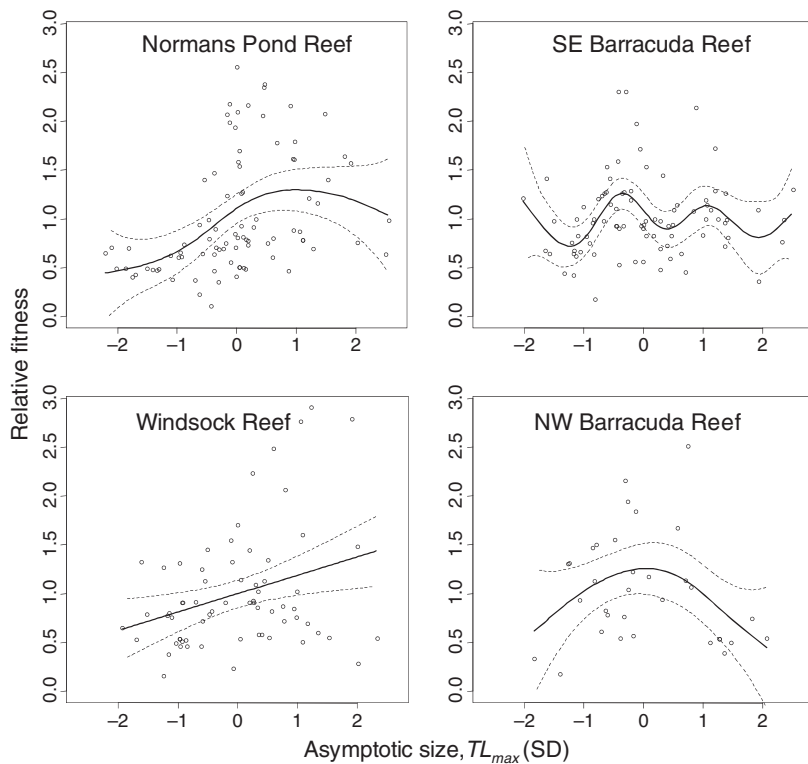 Normans Pond Reef
SE Barracuda Reef
3.0
2.5
2.0
1.5
1.0
0.5
0.0
–2 –1 0 1 2
3.0
2.5
2.0
1.5
1.0
0.5
0.0
–2 –1 0 1 2
Relative fitness
Windsock Reef
NW Barracuda Reef
3.0
2.5
2.0
1.5
1.0
0.5
0.0
–2 –1 0 1 2
3.0
2.5
2.0
1.5
1.0
0.5
0.0
–2 –1 0 1 2
Asymptotic size, TLmax (SD)